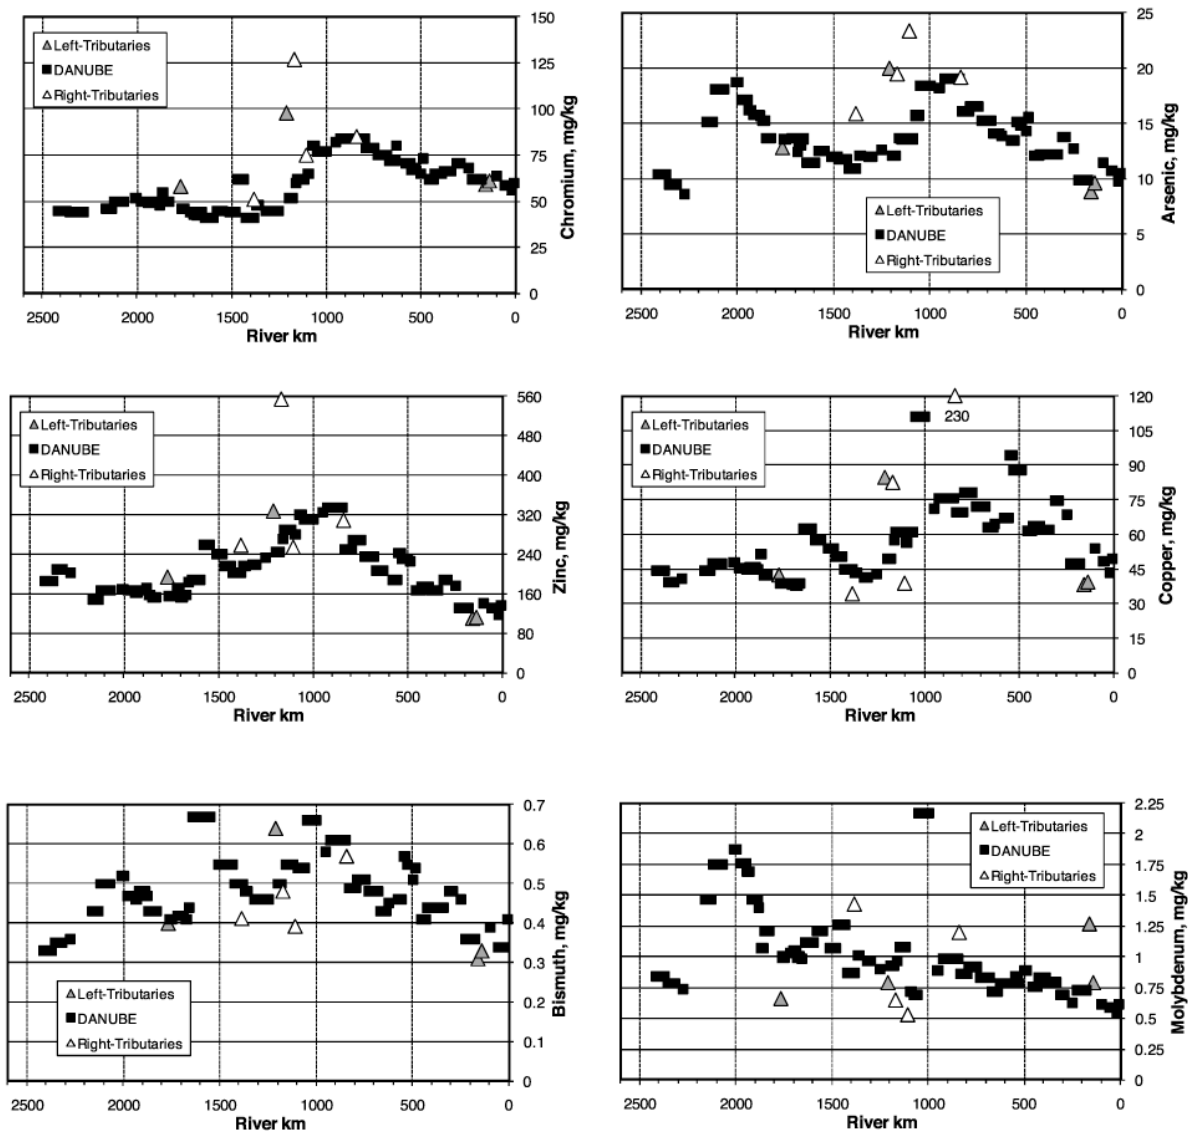 150
125
100
75
50
25
0
Chromium, mg/kg
Left-Tributaries
DANUBE
Right-Tributaries
2500 2000 1500 1000 500 0
River km
25
20
15
10
5
0
Arsenic, mg/kg
Left-Tributaries
DANUBE
Right-Tributaries
2500 2000 1500 1000 500 0
River km
560
480
400
320
240
160
80
0
Zinc, mg/kg
Left-Tributaries
DANUBE
Right-Tributaries
2500 2000 1500 1000 500 0
River km
120
105
90
75
60
45
30
15
0
Copper, mg/kg
Left-Tributaries
DANUBE
Right-Tributaries
230
2500 2000 1500 1000 500 0
River km
0.7
0.6
0.5
0.4
0.3
0.2
0.1
0
Bismuth, mg/kg
Left-Tributaries
DANUBE
Right-Tributaries
2500 2000 1500 1000 500 0
River km
2.25
2
1.75
1.5
1.25
1
0.75
0.5
0.25
0
Molybdenum, mg/kg
Left-Tributaries
DANUBE
Right-Tributaries
2500 2000 1500 1000 500 0
River km